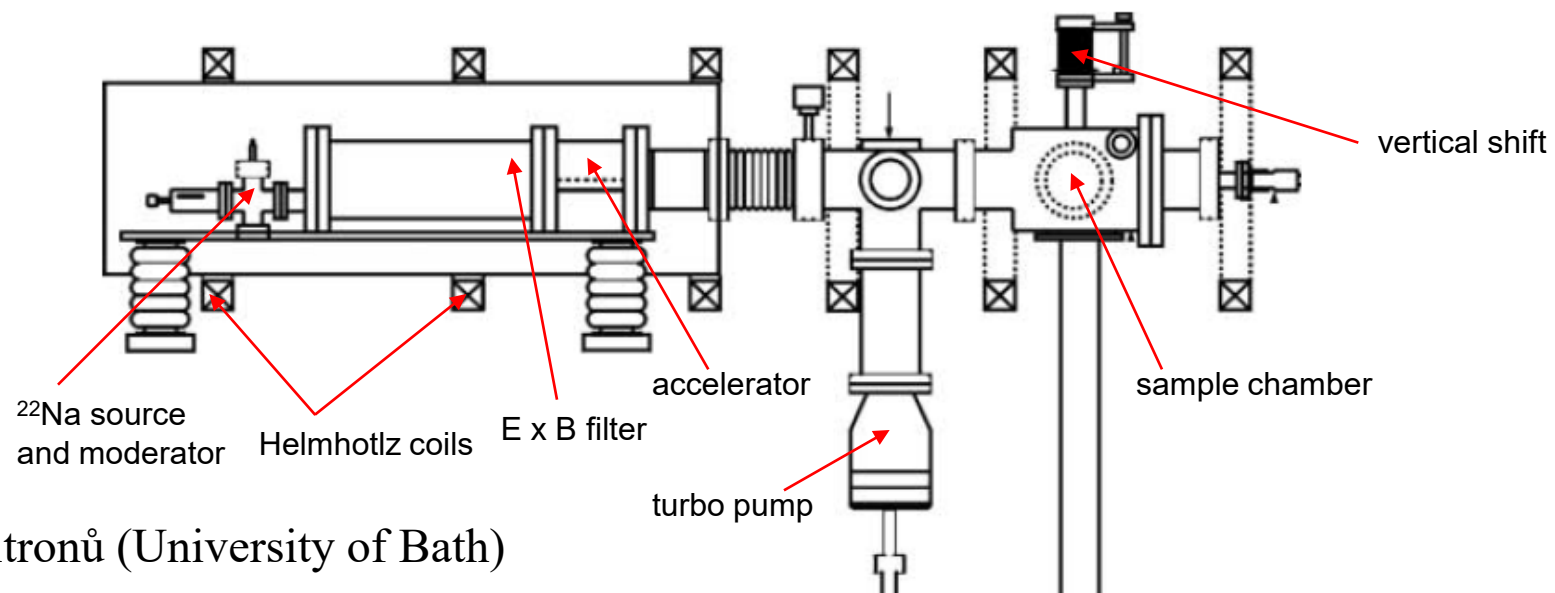 vertical shift
accelerator
sample chamber
²²Na source
and moderator
Helmhotlz coils
E x B filter
turbo pump
tronů (University of Bath)